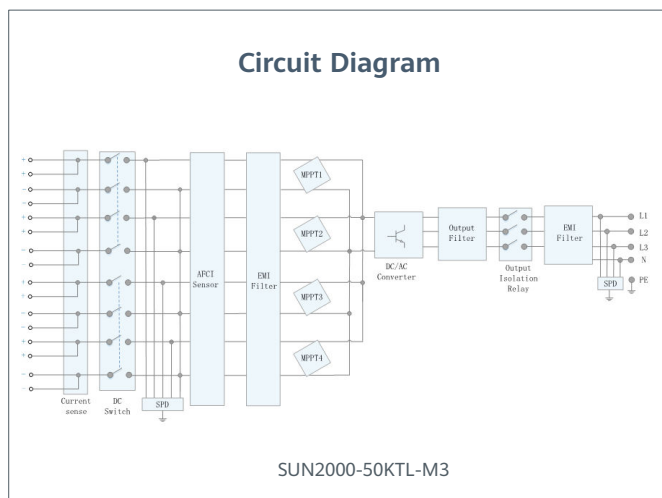 Circuit Diagram
+
+
-
-
+
+
-
-
+
+
-
-
+
+
-
-
Current
sense
DC
Switch
SPD
AFCI
Sensor
EMI
Filter
MPPT1
MPPT2
MPPT3
MPPT4
DC/AC
Converter
Output
Filter
Output
Isolation
Relay
EMI
Filter
L1
L2
L3
N
SPD
PE
SUN2000-50KTL-M3